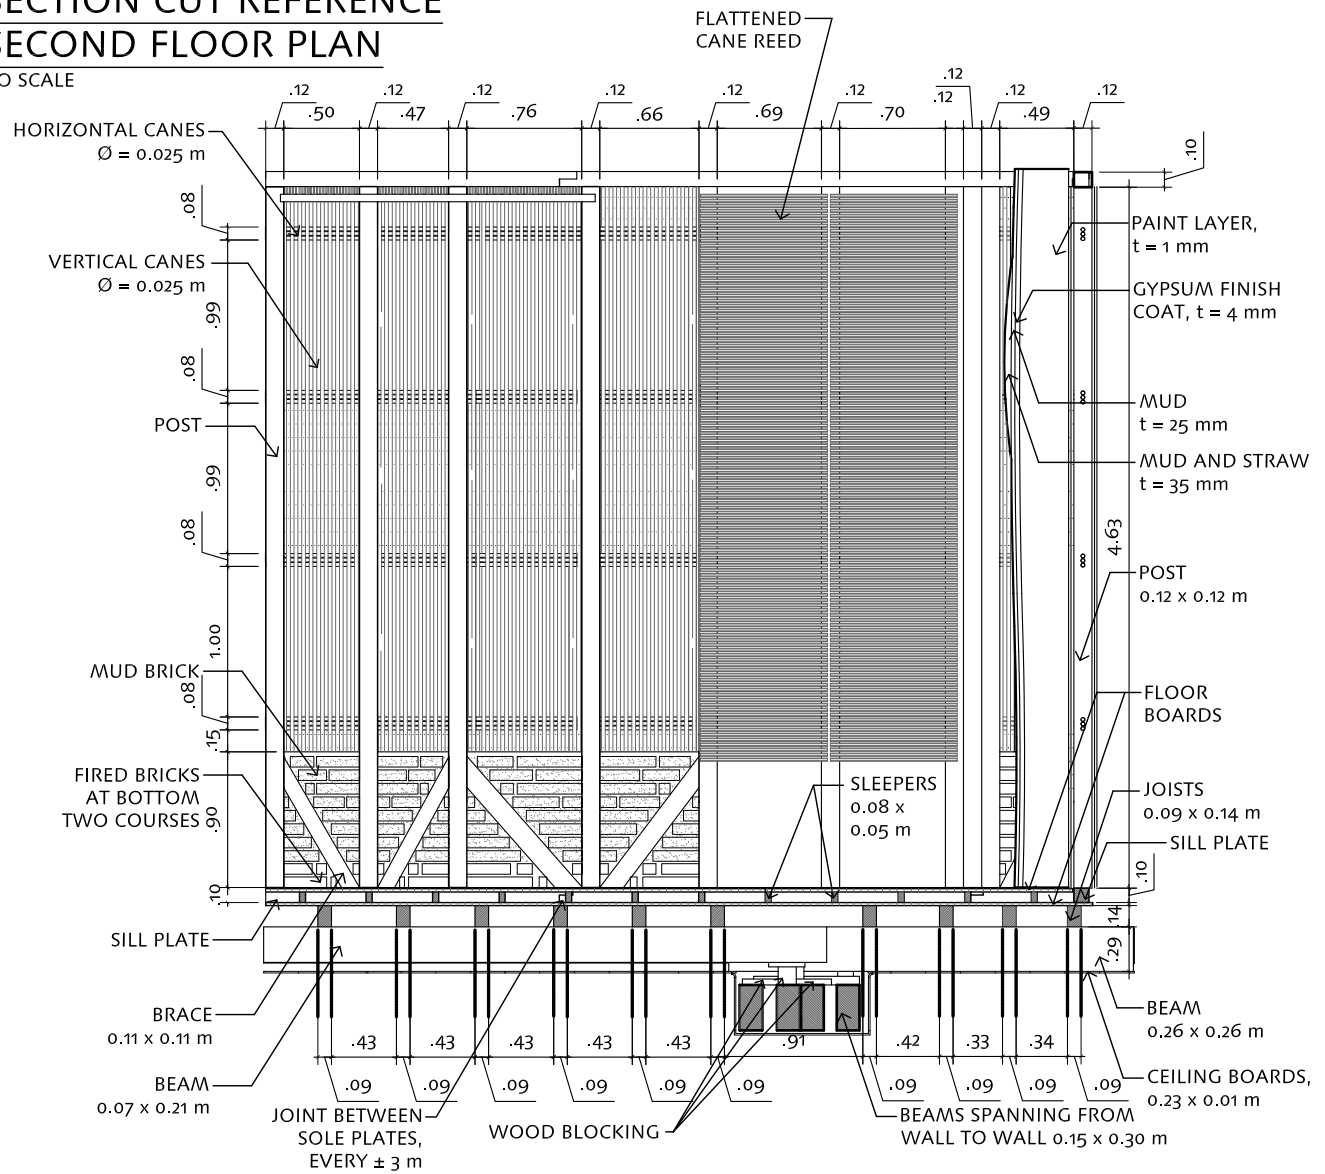 SECTION CUT REFERENCE
SECOND FLOOR PLAN
O SCALE
FLATTENED
CANE REED
.12
.12
.12
.12
.12
.12
.12
.12
.12
.12
.50
.47
.76
.66
.69
.70
.49
HORIZONTAL CANES
Ø = 0.025 m
.10
.08
PAINT LAYER,
t = 1 mm
VERTICAL CANES
Ø = 0.025 m
GYPSUM FINISH
COAT, t = 4 mm
.99
.08
MUD
t = 25 mm
POST
MUD AND STRAW
t = 35 mm
.99
.08
4.63
POST
0.12 x 0.12 m
1.00
MUD BRICK
.08
FLOOR
BOARDS
.15
FIRED BRICKS
AT BOTTOM
TWO COURSES
.90
SLEEPERS
0.08 x
0.05 m
JOISTS
0.09 x 0.14 m
SILL PLATE
.10
.10
.14
SILL PLATE
.29
BRACE
0.11 x 0.11 m
BEAM
0.26 x 0.26 m
.43
.43
.43
.43
.43
.91
.42
.33
.34
BEAM
0.07 x 0.21 m
.09
.09
.09
.09
.09
.09
.09
.09
.09
.09
CEILING BOARDS,
0.23 x 0.01 m
JOINT BETWEEN
SOLE PLATES,
EVERY ± 3 m
WOOD BLOCKING
BEAMS SPANNING FROM
WALL TO WALL 0.15 x 0.30 m